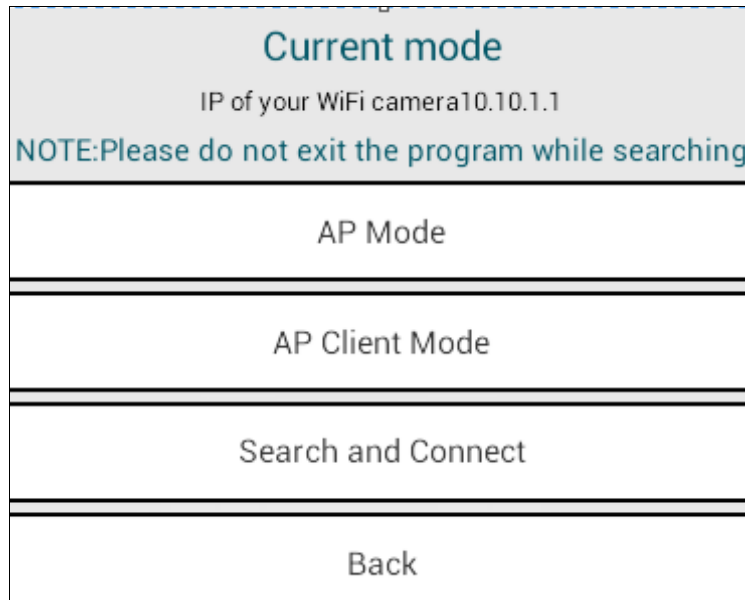 Current mode
IP of your WiFi camera10.10.1.1
NOTE:Please do not exit the program while searching
AP Mode
AP Client Mode
Search and Connect
Back